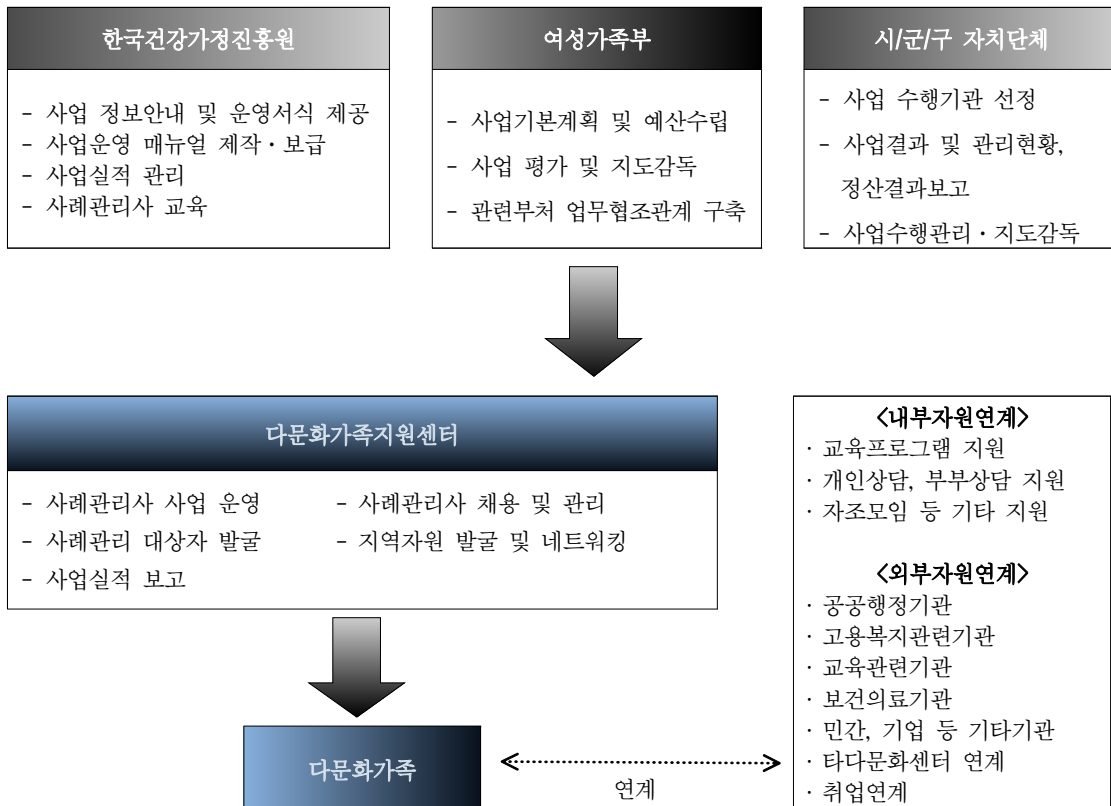 한국건강가정진흥원
- 사업 정보안내 및 운영서식 제공
- 사업운영 매뉴얼 제작·보급
- 사업실적 관리
- 사례관리사 교육
여성가족부
- 사업기본계획 및 예산수립
- 사업 평가 및 지도감독
- 관련부처 업무협조관계 구축
시/군/구 자치단체
- 사업 수행기관 선정
- 사업결과 및 관리현황,
정산결과보고
- 사업수행관리·지도감독
다문화가족지원센터
- 사례관리사 사업 운영 - 사례관리사 채용 및 관리
- 사례관리 대상자 발굴 - 지역자원 발굴 및 네트워킹
- 사업실적 보고
<내부자원연계>
· 교육프로그램 지원
· 개인상담, 부부상담 지원
· 자조모임 등 기타 지원
<외부자원연계>
· 공공행정기관
· 고용복지관련기관
· 교육관련기관
· 보건의료기관
· 민간, 기업 등 기타기관
· 타다문화센터 연계
· 취업연계
다문화가족
연계